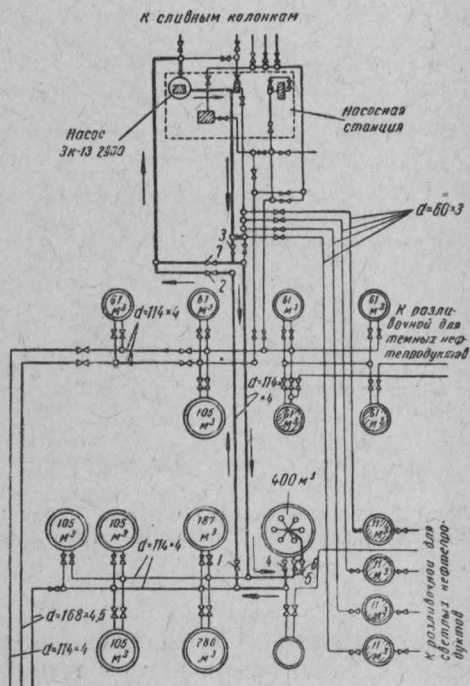 К сливным колонкам
Насос
3к-13 2900
Насосная
станция
d=60×3
3
7
2
61
м³
61
м³
61
м³
61
м³
d=114×4
К разли-
вочной для
темных неф-
тепродуктов
105
м³
d=114×
×4
61
м³
61
м³
400 м³
105
м³
105
м³
187
м³
d=114×4
1
4
6
5
11 м³
11 м³
11 м³
11 м³
К разливочной для
светлых нефтепро-
дуктов
d=168×4,5
d=114×4
105
м³
280
м³